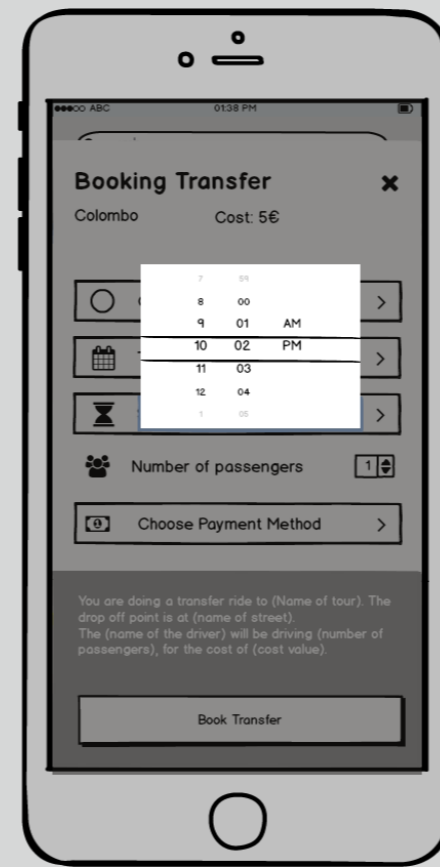 ABC 01:38 PM
Booking Transfer
Colombo Cost: 5€
7 59
8 00
9 01 AM
10 02 PM
11 03
12 04
1 05
Number of passengers 1
Choose Payment Method
You are doing a transfer ride to (Name of tour). The
drop off point is at (name of street).
The (name of the driver) will be driving (number of
passengers), for the cost of (cost value).
Book Transfer